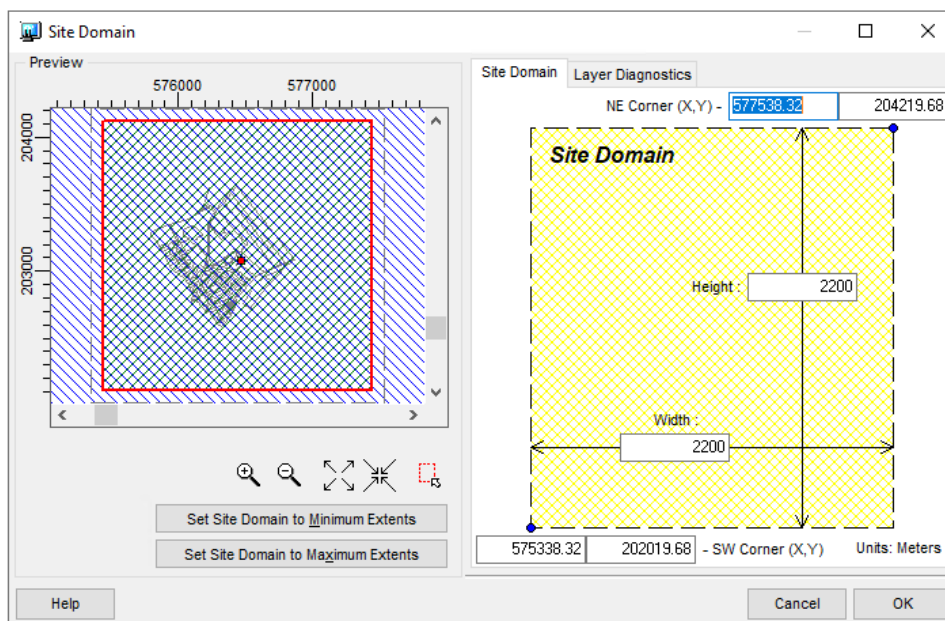 Site Domain
Preview
576000 577000
204000
203000
Set Site Domain to Minimum Extents
Set Site Domain to Maximum Extents
Site Domain Layer Diagnostics
NE Corner (X,Y) - 577538.32 204219.68
Site Domain
Height : 2200
Width :
2200
575338.32 202019.68 - SW Corner (X,Y) Units: Meters
Help Cancel OK